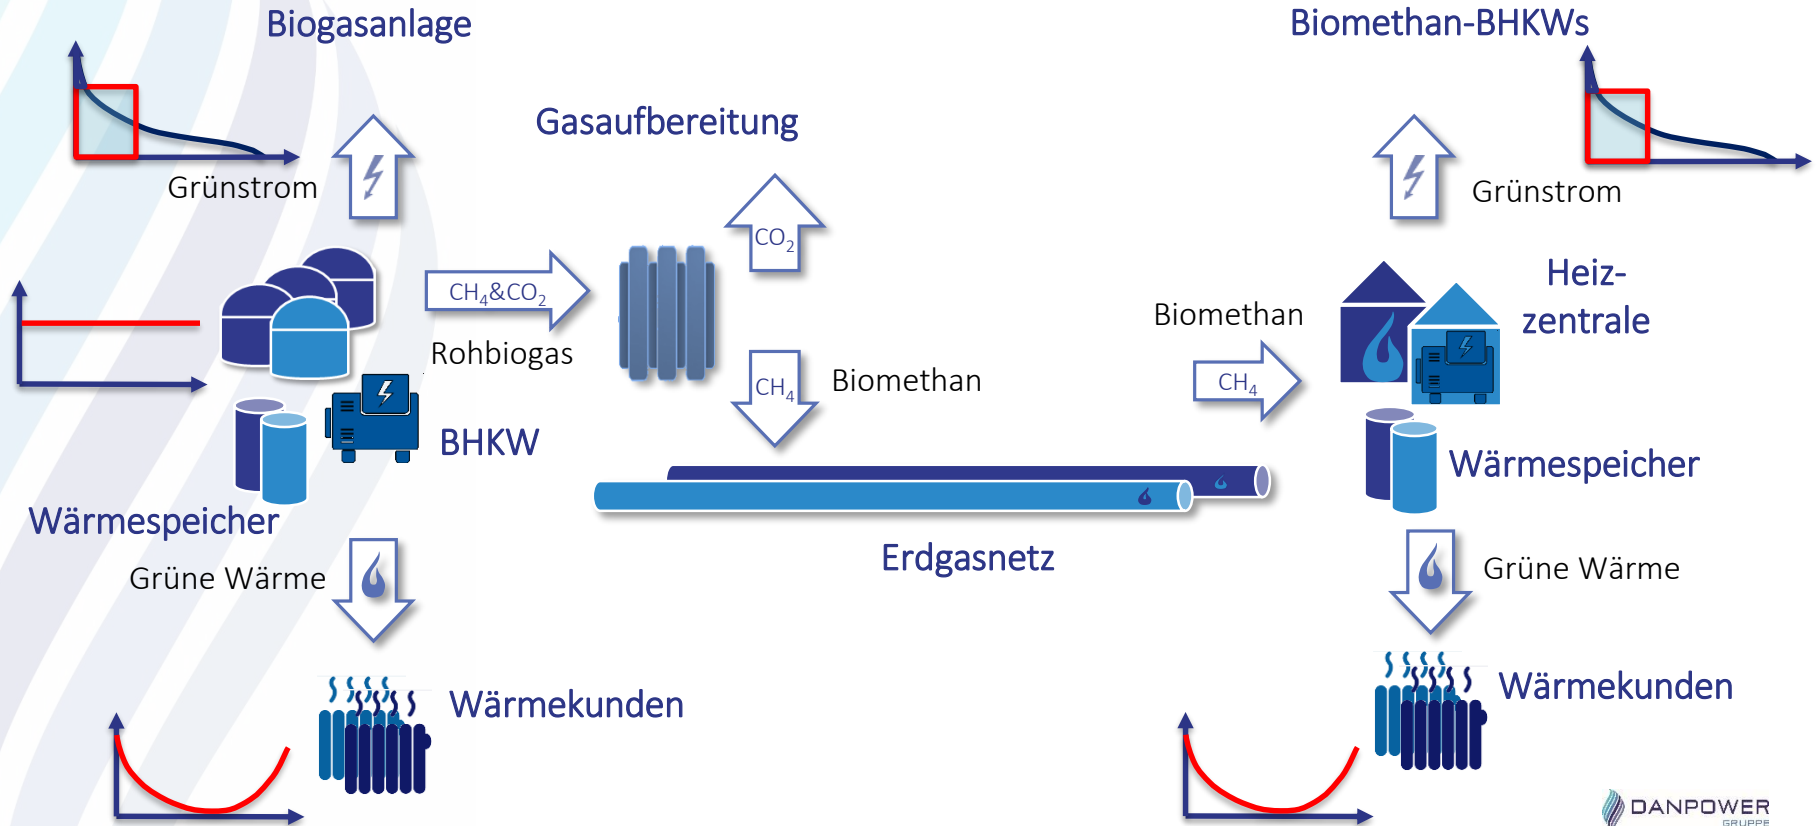 Biogasanlage
Biomethan-BHKWs
Gasaufbereitung
Grünstrom
Grünstrom
CO₂
CH₄&CO₂
Rohbiogas
CH₄
Biomethan
Biomethan
CH₄
Heiz-
zentrale
BHKW
Wärmespeicher
Wärmespeicher
Erdgasnetz
Grüne Wärme
Grüne Wärme
Wärmekunden
Wärmekunden
DANPOWER
GRUPPE